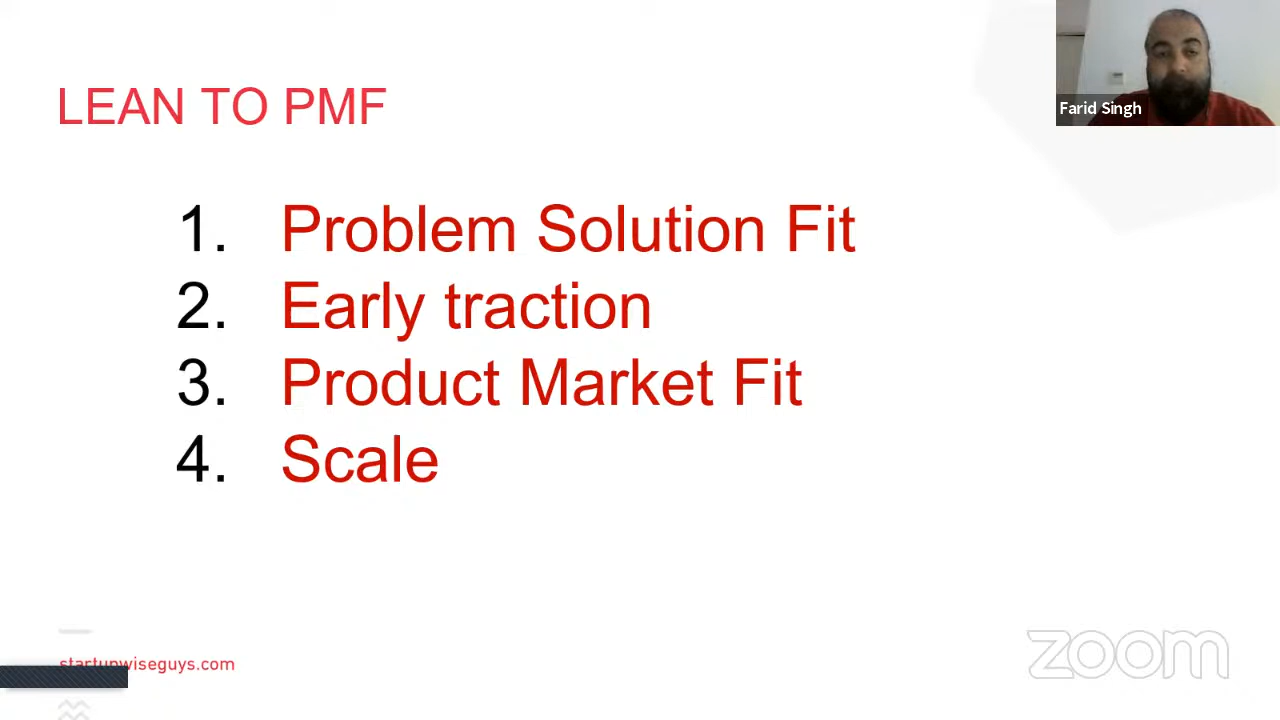 LEAN TO PMF
Farid Singh
1. Problem Solution Fit
2. Early traction
3. Product Market Fit
4. Scale
startupwiseguys.com
zoom